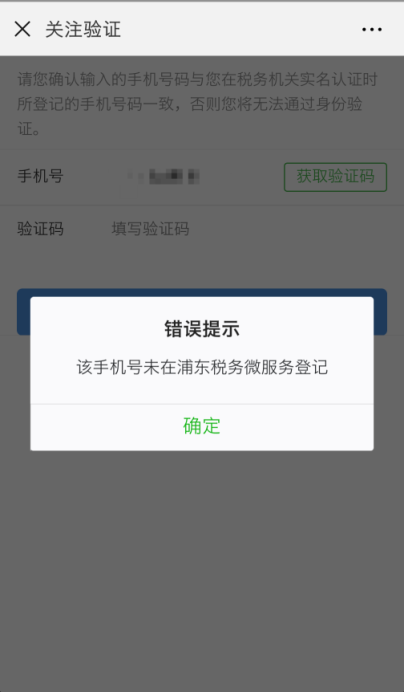 关注验证
请您确认输入的手机号码与您在税务机关实名认证时
所登记的手机号码一致，否则您将无法通过身份验
证。
手机号
获取验证码
验证码 填写验证码
错误提示
该手机号未在浦东税务微服务登记
确定